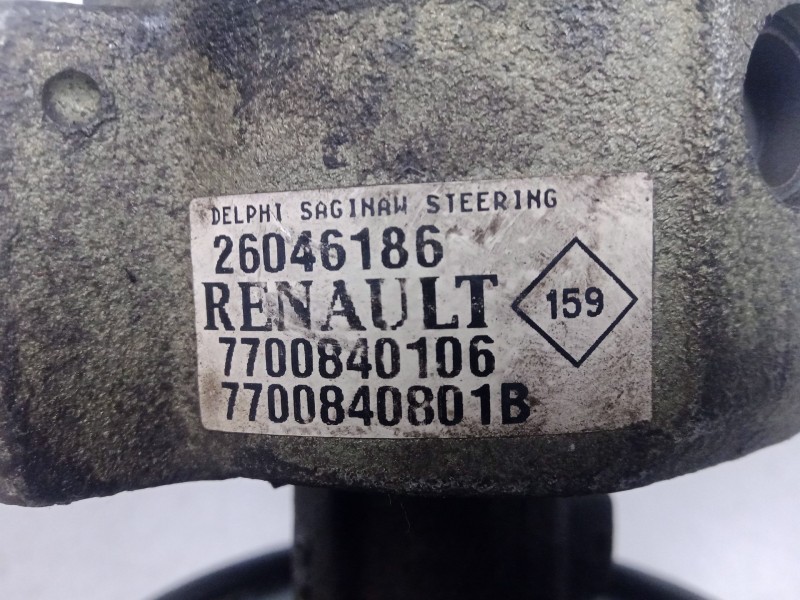 DELPHI SAGINAW STEERING
26046186
RENAULT
159
7700840106
7700840801B